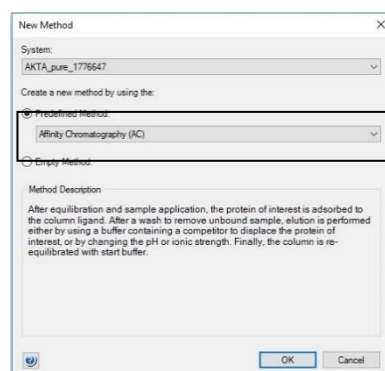 New Method
System:
AKTA_pure_1776647
Create a new method by using the:
Predefined Method:
Affinity Chromatography (AC)
Empty Method:
Method Description
After equilibration and sample application, the protein of interest is adsorbed to
the column ligand. After a wash to remove unbound sample, elution is performed
either by using a buffer containing a competitor to displace the protein of
interest, or by changing the pH or ionic strength. Finally, the column is re-
equilibrated with start buffer.
OK Cancel